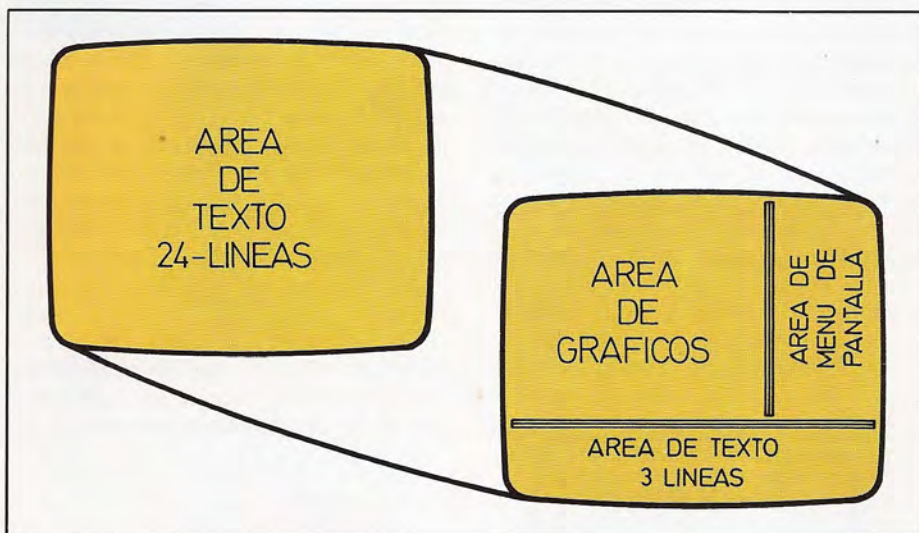 AREA
DE
TEXTO
24-LINEAS
AREA
DE
GRAFICOS
AREA DE
MENU DE
PANTALLA
AREA DE TEXTO
3 LINEAS